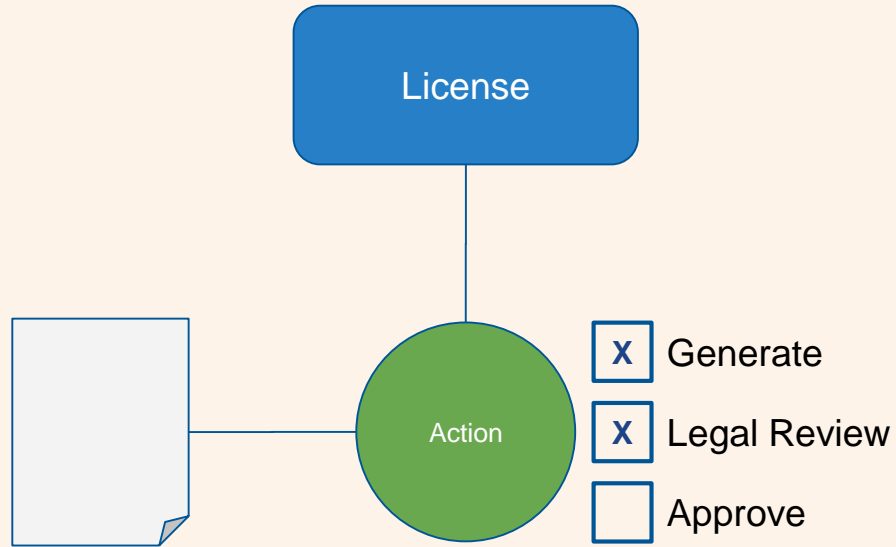 License
Action
X Generate
X Legal Review
Approve